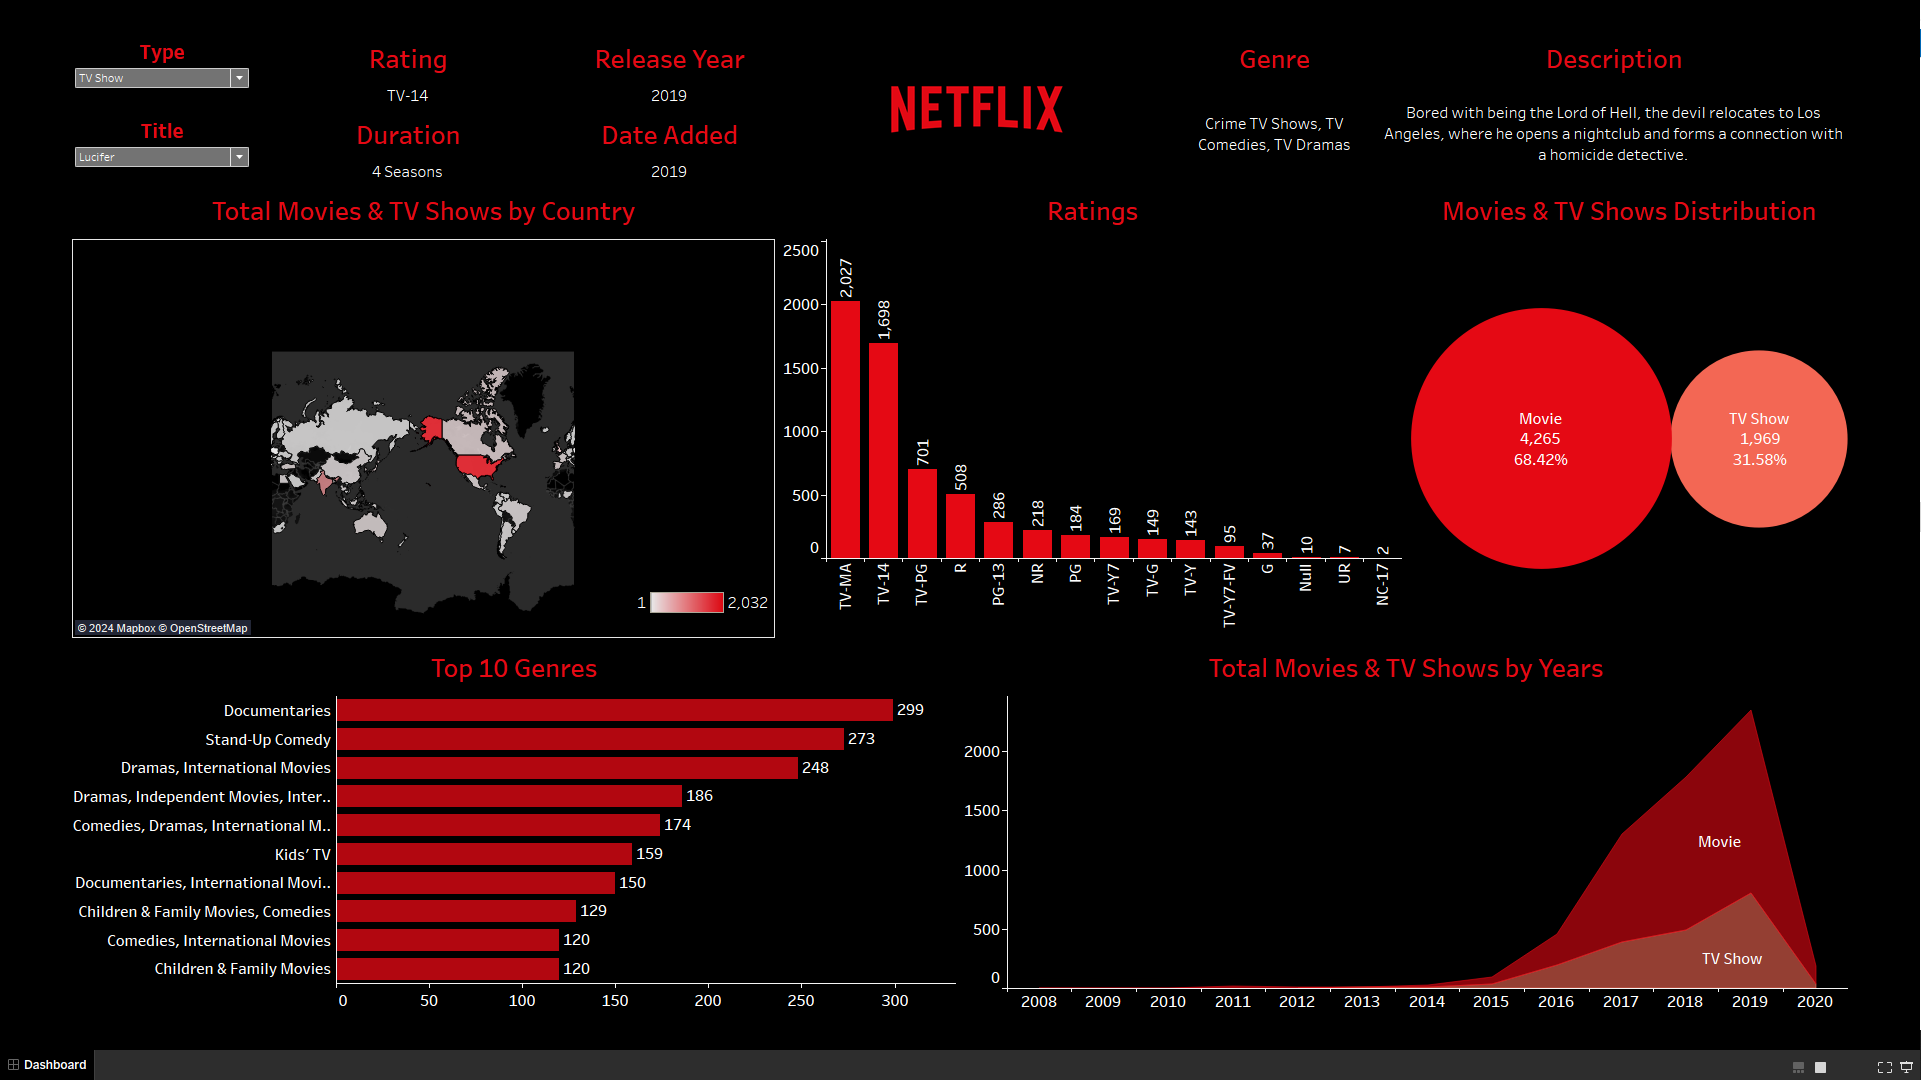 Type
TV Show
Title
Lucifer
Rating
TV-14
Duration
4 Seasons
Release Year
2019
Date Added
2019
NETFLIX
Genre
Crime TV Shows, TV
Comedies, TV Dramas
Description
Bored with being the Lord of Hell, the devil relocates to Los
Angeles, where he opens a nightclub and forms a connection with
a homicide detective.
Total Movies & TV Shows by Country
1
2,032
© 2024 Mapbox © OpenStreetMap
Ratings
2500
2000
1500
1000
500
0
2,027
1,698
701
508
286
218
184
169
149
143
95
37
10
7
2
TV-MA
TV-14
TV-PG
R
PG-13
NR
PG
TV-Y7
TV-G
TV-Y
TV-Y7-FV
G
Null
UR
NC-17
Movies & TV Shows Distribution
Movie
4,265
68.42%
TV Show
1,969
31.58%
Top 10 Genres
Documentaries 299
Stand-Up Comedy 273
Dramas, International Movies 248
Dramas, Independent Movies, Inter.. 186
Comedies, Dramas, International M.. 174
Kids’ TV 159
Documentaries, International Movi.. 150
Children & Family Movies, Comedies 129
Comedies, International Movies 120
Children & Family Movies 120
0 50 100 150 200 250 300
Total Movies & TV Shows by Years
2000
1500
1000
500
0
Movie
TV Show
2008 2009 2010 2011 2012 2013 2014 2015 2016 2017 2018 2019 2020
Dashboard